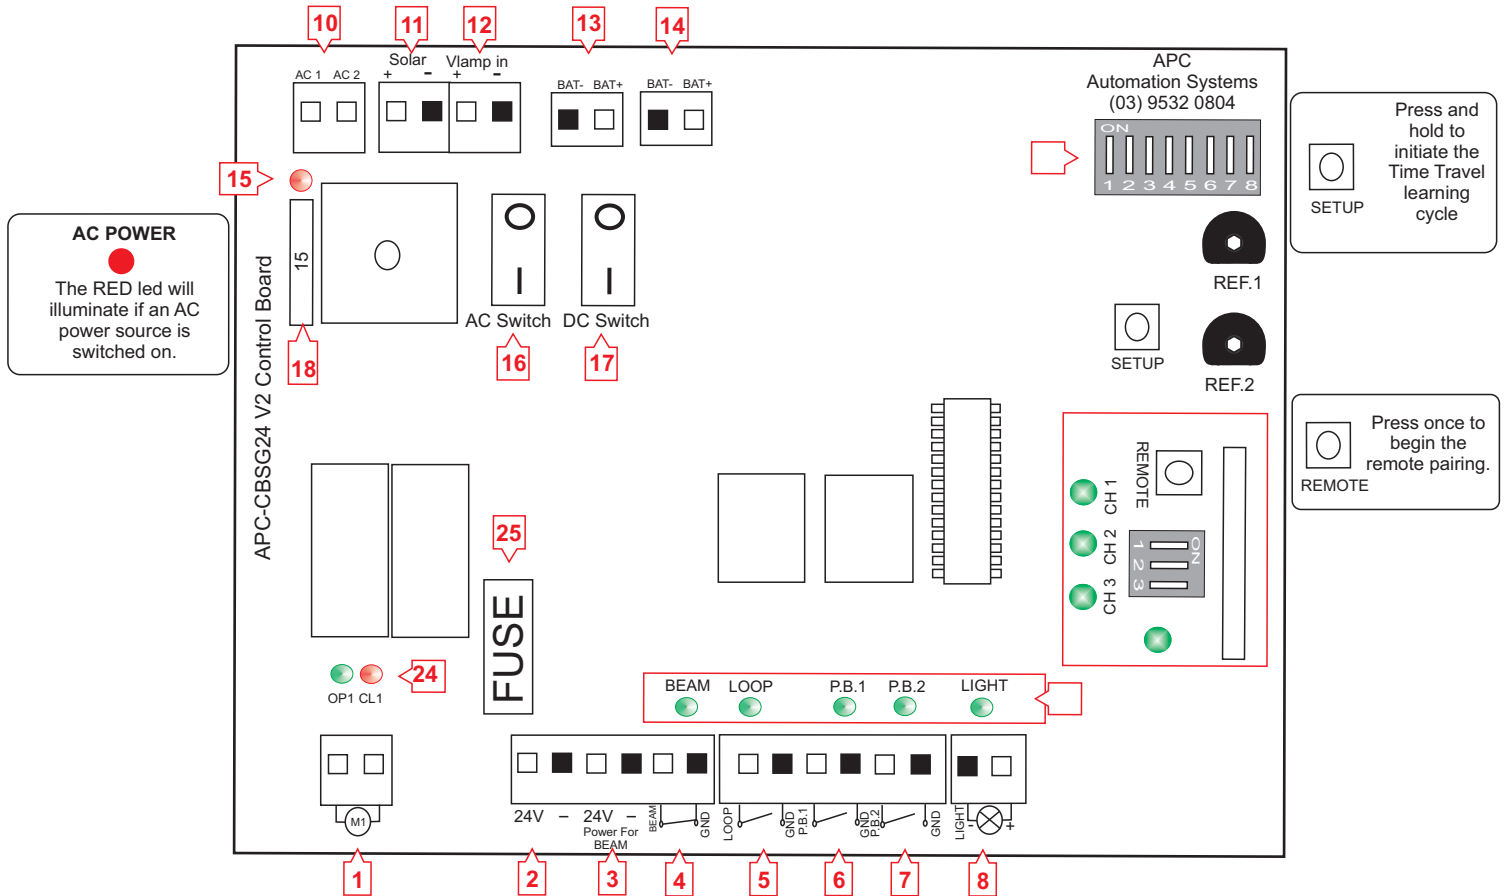 10
11
12
13
14
Solar
Vlamp in
AC 1 AC 2
+ –
+ –
BAT- BAT+
BAT- BAT+
APC
Automation Systems
(03) 9532 0804
ON
1 2 3 4 5 6 7 8
Press and
hold to
initiate the
Time Travel
learning
cycle
SETUP
15
AC POWER
The RED led will
illuminate if an AC
power source is
switched on.
15
18
AC Switch
DC Switch
16
17
REF.1
SETUP
REF.2
APC-CBSG24 V2 Control Board
REMOTE
Press once to
begin the
remote pairing.
REMOTE
CH 1
CH 2
CH 3
ON
1
2
3
25
FUSE
OP1 CL1
24
BEAM
LOOP
P.B.1
P.B.2
LIGHT
M1
24V –
24V –
Power For
BEAM
BEAM
GND
LOOP
GND
P.B.1
GND
P.B.2
GND
LIGHT
- +
1
2
3
4
5
6
7
8